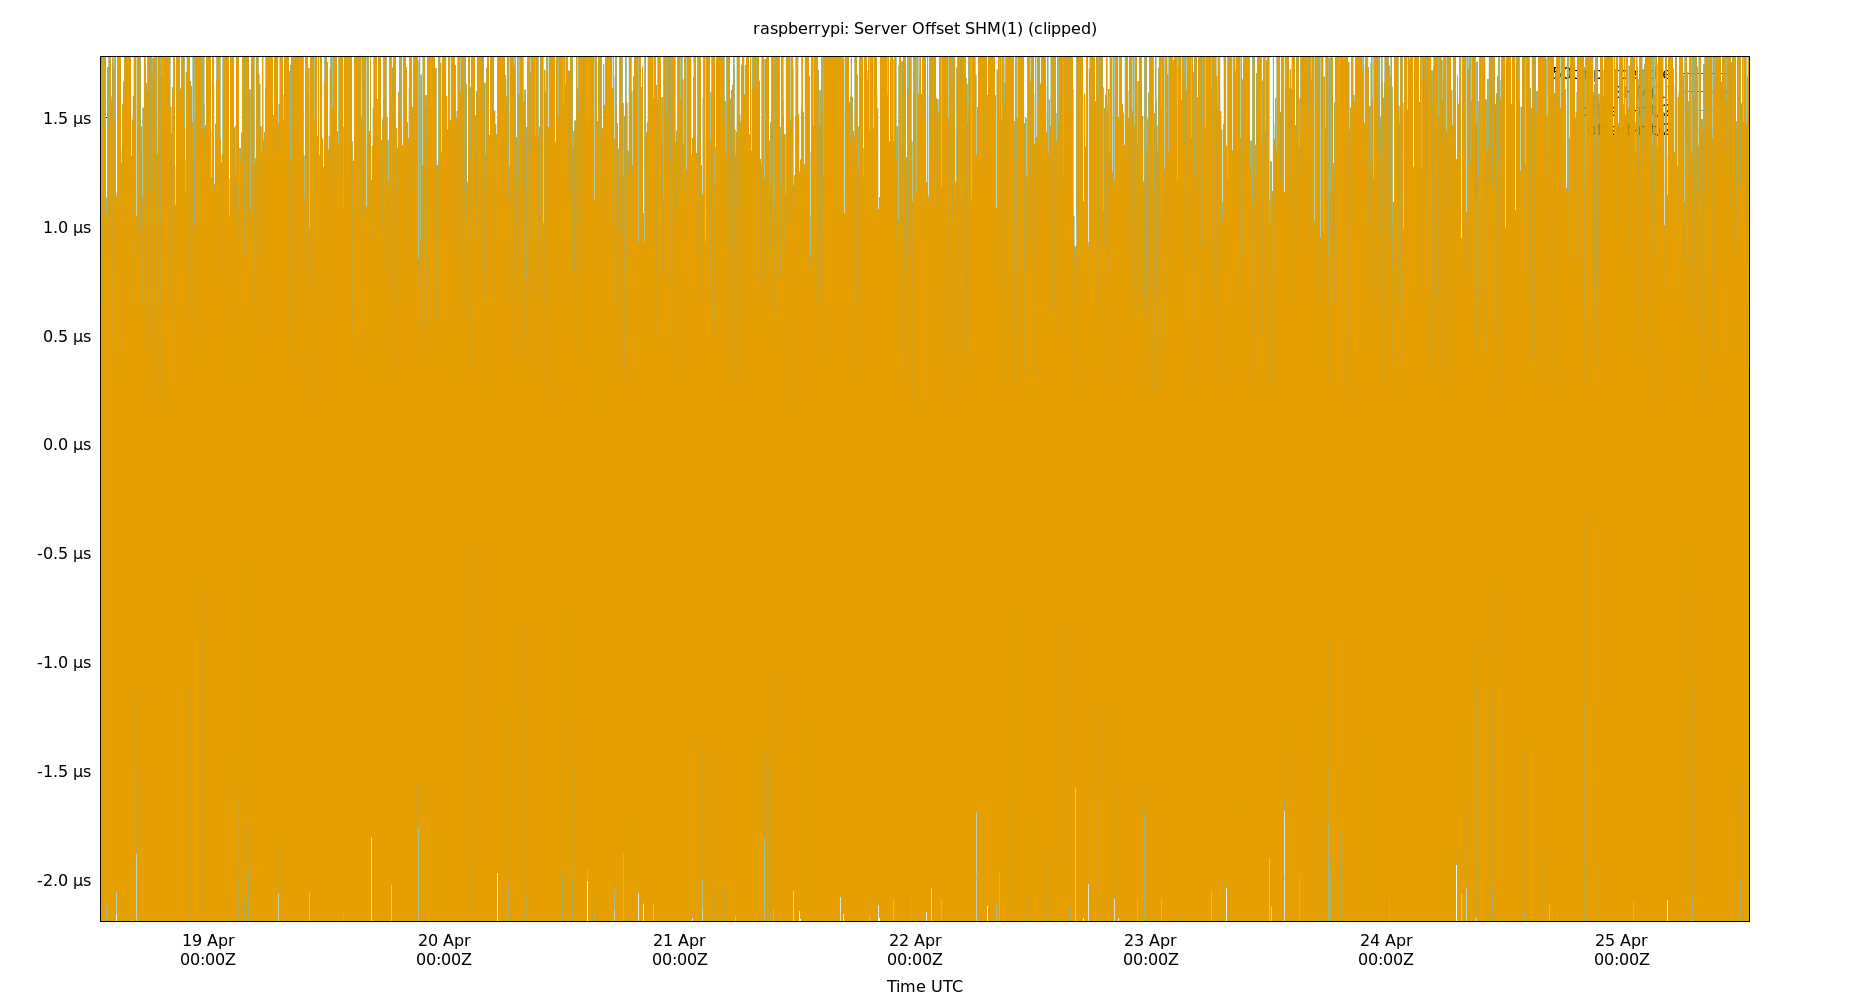 raspberrypi: Server Offset SHM(1) (clipped)
1.5 µs
1.0 µs
0.5 µs
0.0 µs
-0.5 µs
-1.0 µs
-1.5 µs
-2.0 µs
19 Apr 20 Apr 21 Apr 22 Apr 23 Apr 24 Apr 25 Apr
00:00Z 00:00Z 00:00Z 00:00Z 00:00Z 00:00Z 00:00Z
Time UTC